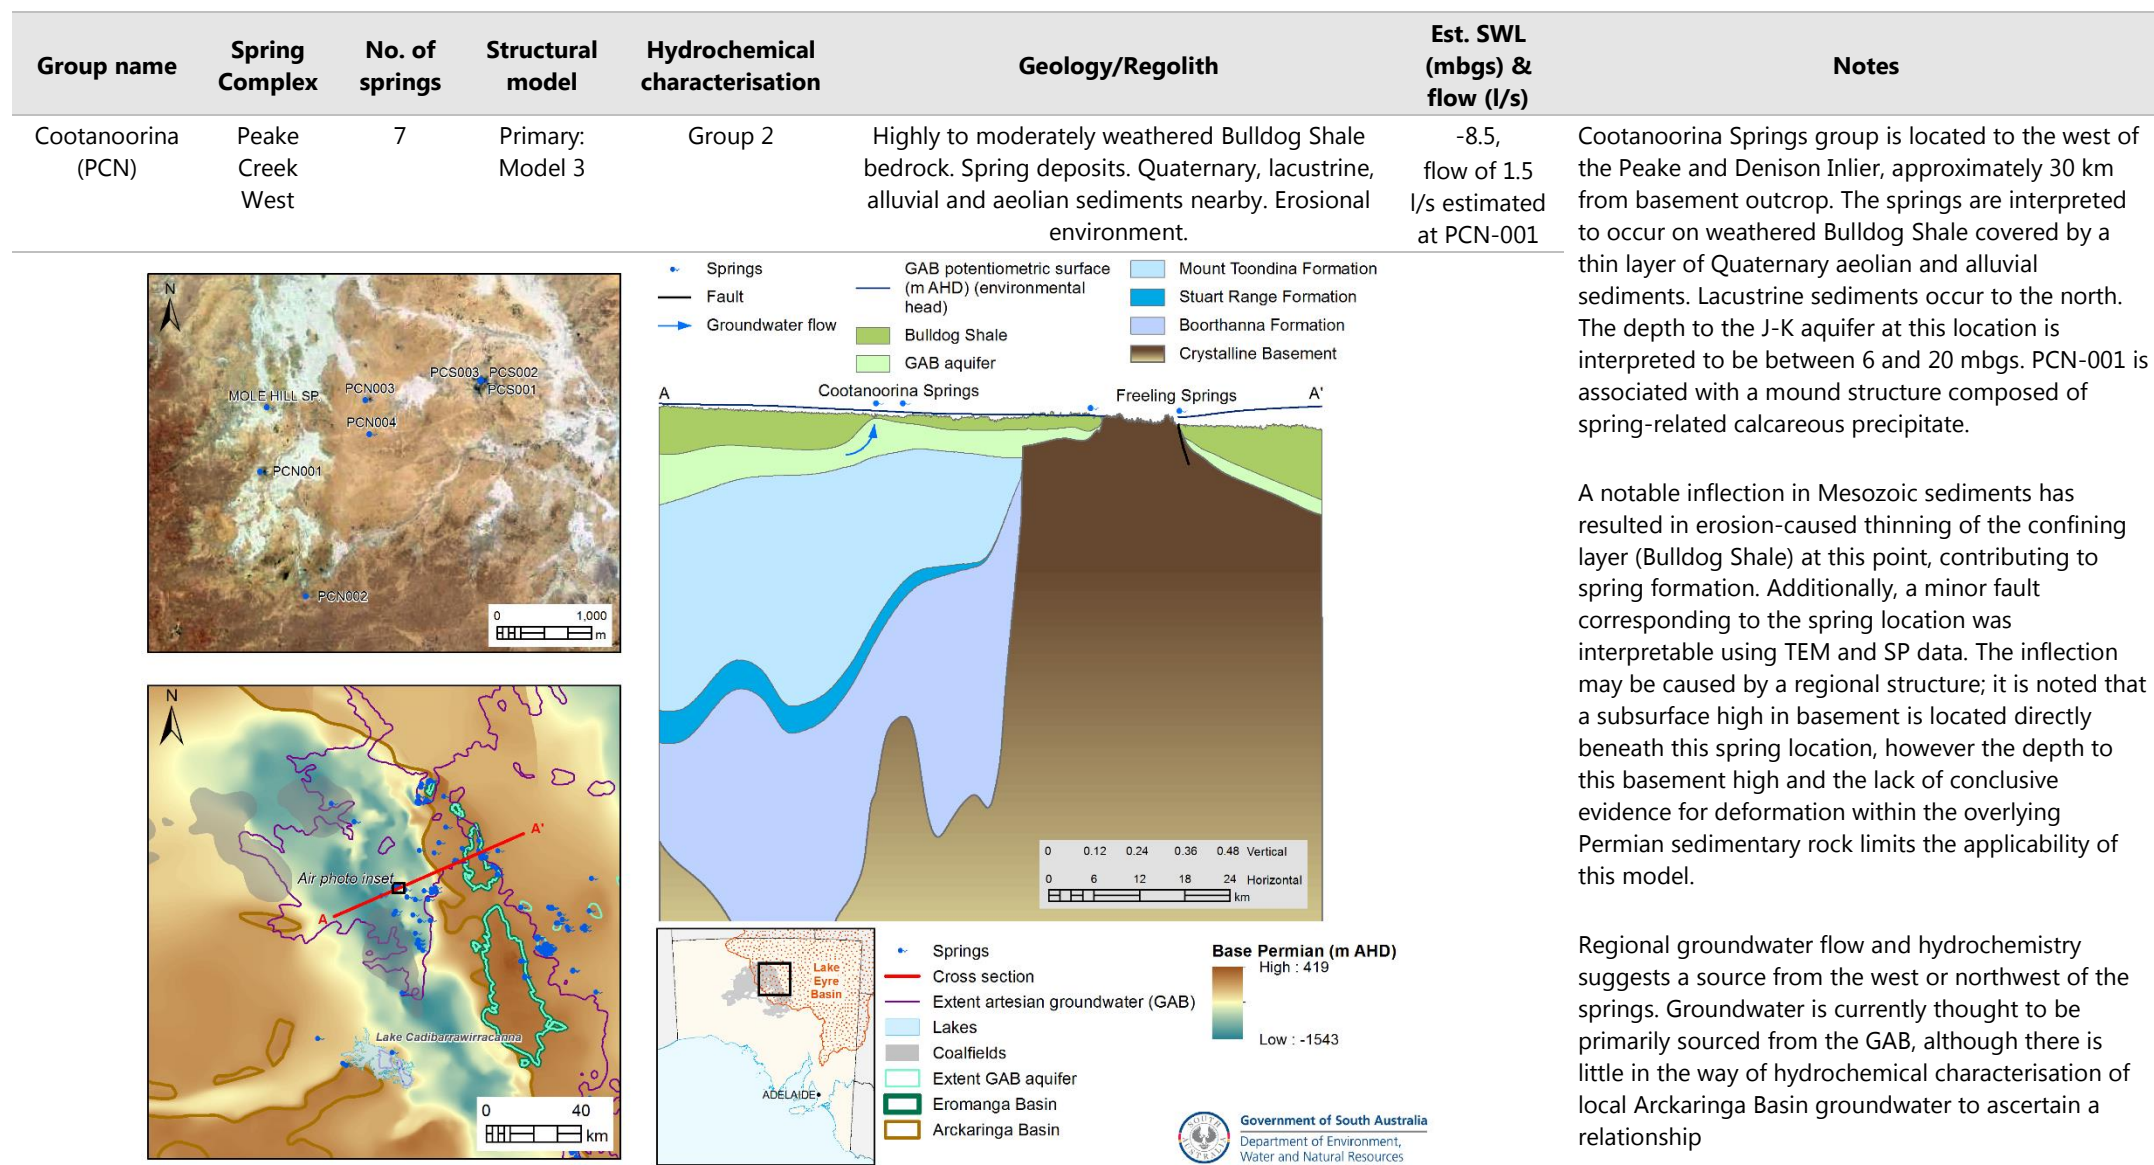 Group name
Spring
Complex
No. of
springs
Structural
model
Hydrochemical
characterisation
Geology/Regolith
Est. SWL
(mbgs) &
flow (l/s)
Notes
Cootanoorina
(PCN)
Peake
Creek
West
7
Primary:
Model 3
Group 2
Highly to moderately weathered Bulldog Shale
bedrock. Spring deposits. Quaternary, lacustrine,
alluvial and aeolian sediments nearby. Erosional
environment.
-8.5,
flow of 1.5
l/s estimated
at PCN-001
Cootanoorina Springs group is located to the west of
the Peake and Denison Inlier, approximately 30 km
from basement outcrop. The springs are interpreted
to occur on weathered Bulldog Shale covered by a
thin layer of Quaternary aeolian and alluvial
sediments. Lacustrine sediments occur to the north.
The depth to the J-K aquifer at this location is
interpreted to be between 6 and 20 mbgs. PCN-001 is
associated with a mound structure composed of
spring-related calcareous precipitate.
A notable inflection in Mesozoic sediments has
resulted in erosion-caused thinning of the confining
layer (Bulldog Shale) at this point, contributing to
spring formation. Additionally, a minor fault
corresponding to the spring location was
interpretable using TEM and SP data. The inflection
may be caused by a regional structure; it is noted that
a subsurface high in basement is located directly
beneath this spring location, however the depth to
this basement high and the lack of conclusive
evidence for deformation within the overlying
Permian sedimentary rock limits the applicability of
this model.
Regional groundwater flow and hydrochemistry
suggests a source from the west or northwest of the
springs. Groundwater is currently thought to be
primarily sourced from the GAB, although there is
little in the way of hydrochemical characterisation of
local Arckaringa Basin groundwater to ascertain a
relationship
N
MOLE HILL SP.
PCN003
PCS003 PCS002
PCS001
PCN004
PCN001
PCN002
0 1,000
m
Springs
Fault
Groundwater flow
GAB potentiometric surface
(m AHD) (environmental
head)
Bulldog Shale
GAB aquifer
Mount Toondina Formation
Stuart Range Formation
Boorthanna Formation
Crystalline Basement
A
Cootanoorina Springs
Freeling Springs
A'
0 0.12 0.24 0.36 0.48 Vertical
0 6 12 18 24 Horizontal
km
N
A'
Air photo inset
A
Lake Cadibarrawirracanna
0 40
km
Lake
Eyre
Basin
ADELAIDE
Springs
Cross section
Extent artesian groundwater (GAB)
Lakes
Coalfields
Extent GAB aquifer
Eromanga Basin
Arckaringa Basin
Base Permian (m AHD)
High : 419
Low : -1543
SOUTH
AUSTRALIA
Government of South Australia
Department of Environment,
Water and Natural Resources